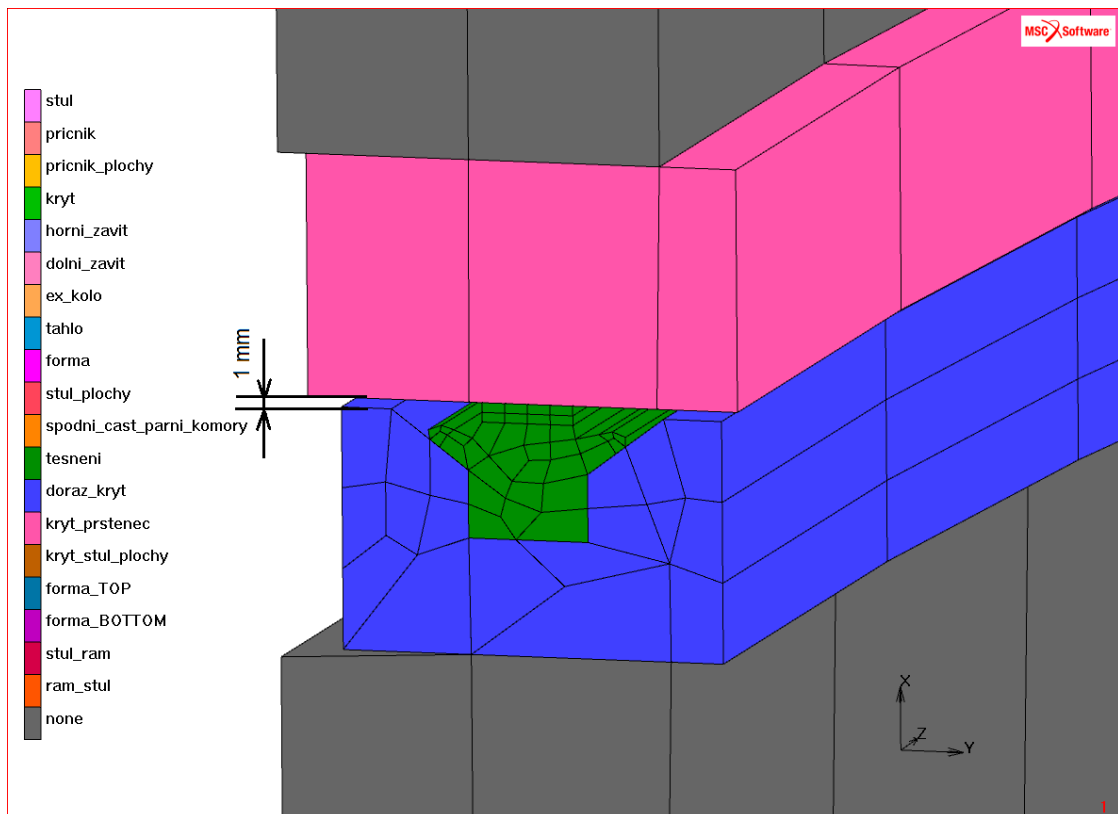 MSC Software
stul
pricnik
pricnik_plochy
kryt
horni_zavit
dolni_zavit
ex_kolo
tahlo
forma
stul_plochy
spodni_cast_parni_komory
tesneni
doraz_kryt
kryt_prstenec
kryt_stul_plochy
forma_TOP
forma_BOTTOM
stul_ram
ram_stul
none
1 mm
X
Z
Y
1